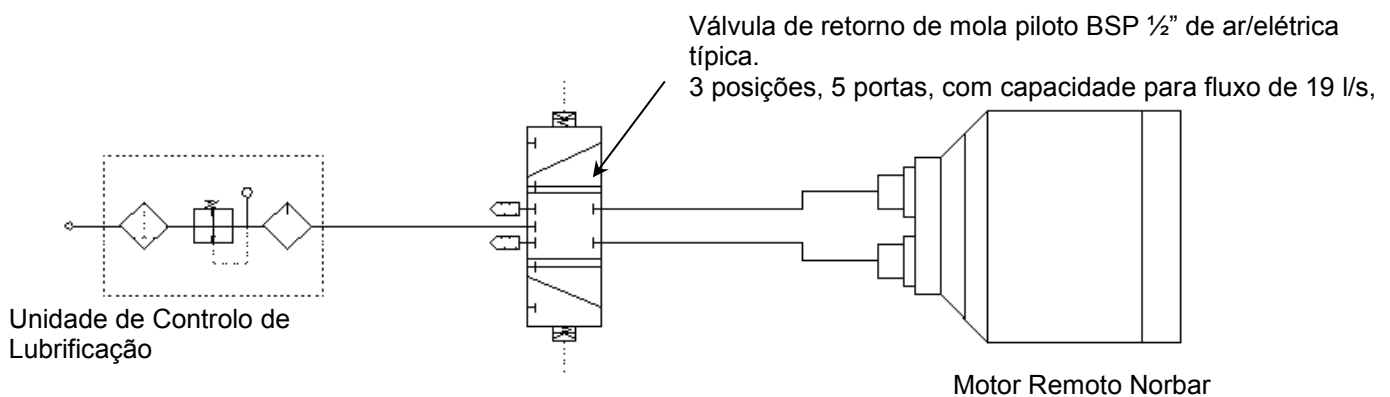 Válvula de retorno de mola piloto BSP ½” de ar/elétrica
típica.
3 posições, 5 portas, com capacidade para fluxo de 19 l/s,
Unidade de Controlo de
Lubrificação
Motor Remoto Norbar